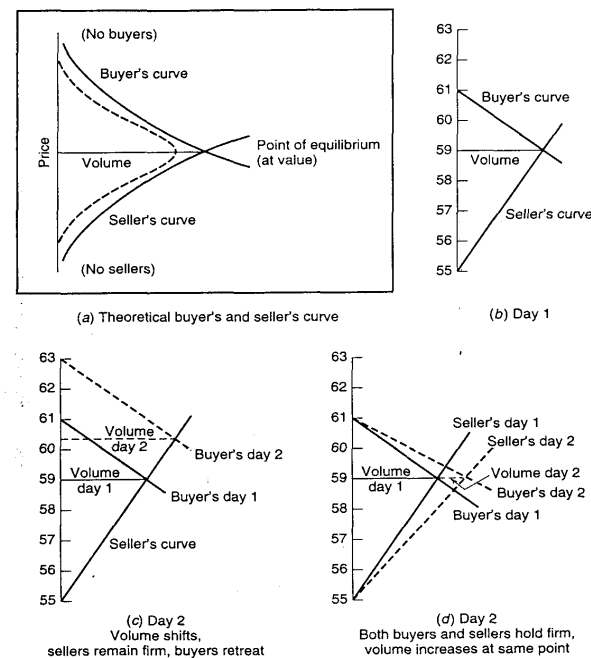 (No buyers)
Buyer's curve
Price
Volume
Point of equilibrium
(at value)
Seller's curve
(No sellers)
(a) Theoretical buyer's and seller's curve
63
62
61
60
59
58
57
56
55
Buyer's curve
Volume
Seller's curve
(b) Day 1
63
62
61
60
59
58
57
56
55
Volume
day 2
Buyer's day 2
Volume
day 1
Buyer's day 1
Seller's curve
(c) Day 2
Volume shifts,
sellers remain firm, buyers retreat
63
62
61
60
59
58
57
56
55
Seller's day 1
Seller's day 2
Volume
day 1
Volume day 2
Buyer's day 2
Buyer's day 1
(d) Day 2
Both buyers and sellers hold firm,
volume increases at same point